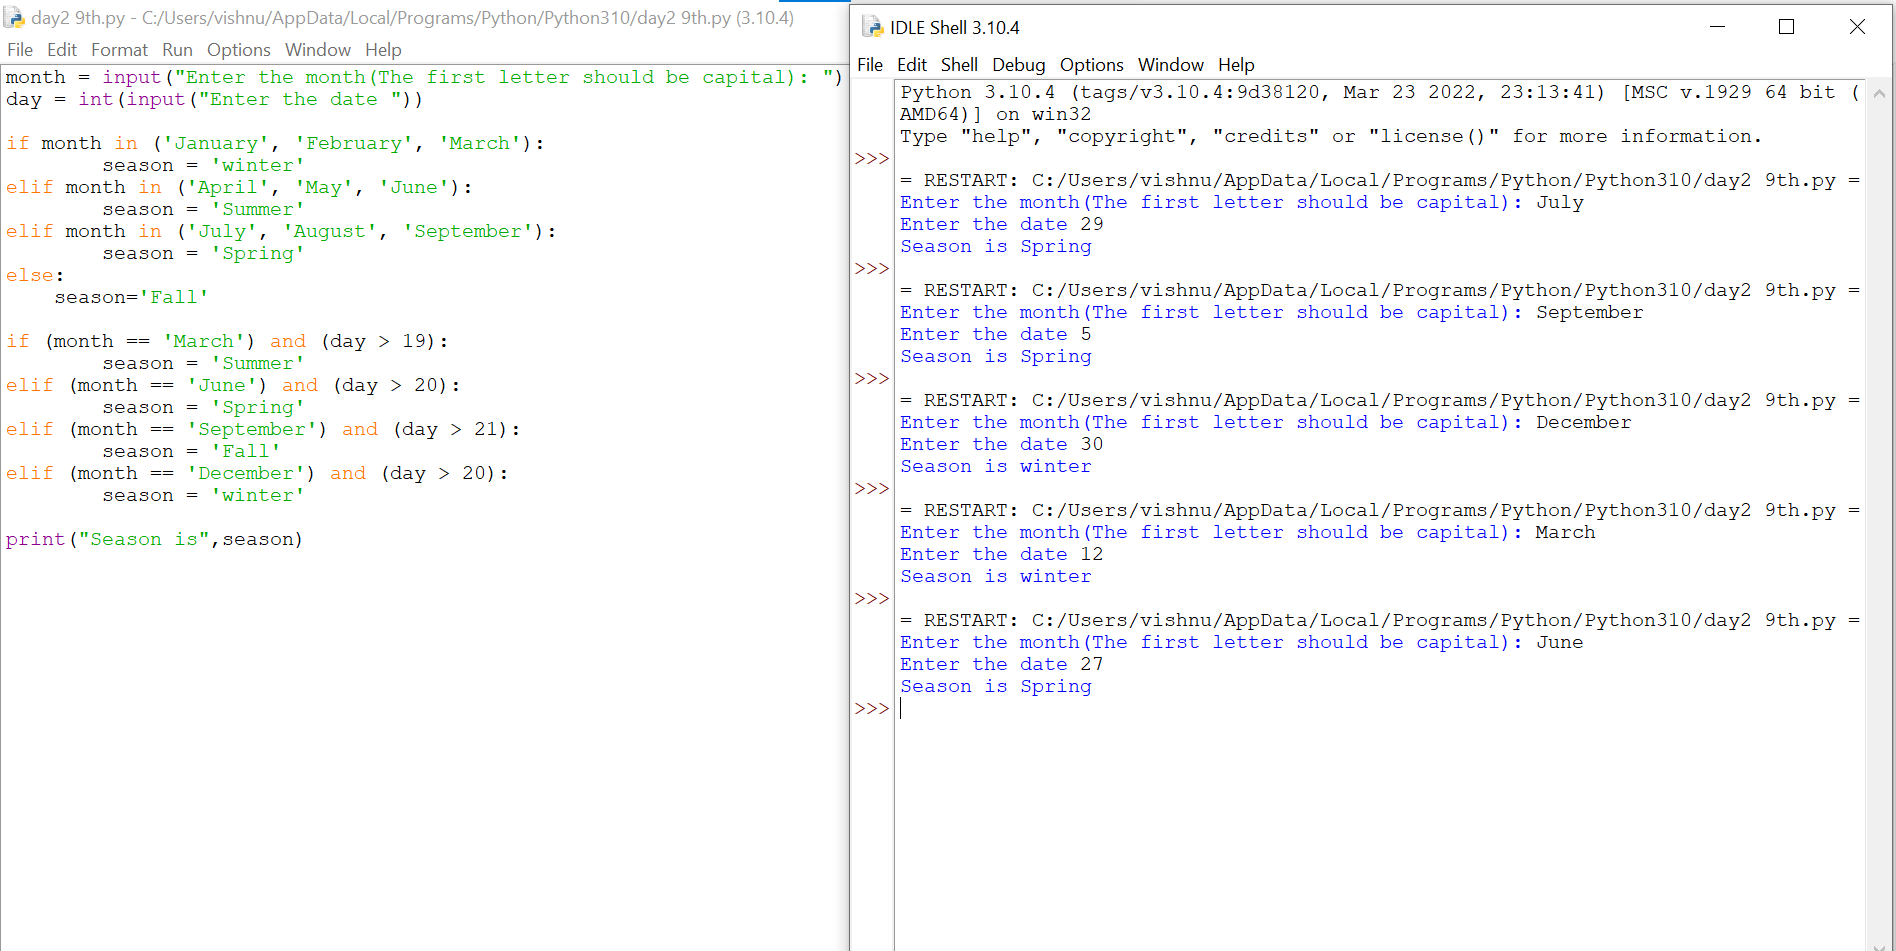 day2 9th.py - C:/Users/vishnu/AppData/Local/Programs/Python/Python310/day2 9th.py (3.10.4)
File Edit Format Run Options Window Help
month = input("Enter the month(The first letter should be capital): ")
day = int(input("Enter the date "))
if month in ('January', 'February', 'March'):
        season = 'winter'
elif month in ('April', 'May', 'June'):
        season = 'Summer'
elif month in ('July', 'August', 'September'):
        season = 'Spring'
else:
    season='Fall'
if (month == 'March') and (day > 19):
        season = 'Summer'
elif (month == 'June') and (day > 20):
        season = 'Spring'
elif (month == 'September') and (day > 21):
        season = 'Fall'
elif (month == 'December') and (day > 20):
        season = 'winter'
print("Season is",season)
IDLE Shell 3.10.4
File Edit Shell Debug Options Window Help
Python 3.10.4 (tags/v3.10.4:9d38120, Mar 23 2022, 23:13:41) [MSC v.1929 64 bit (
AMD64)] on win32
Type "help", "copyright", "credits" or "license()" for more information.
>>>
= RESTART: C:/Users/vishnu/AppData/Local/Programs/Python/Python310/day2 9th.py =
Enter the month(The first letter should be capital): July
Enter the date 29
Season is Spring
>>>
= RESTART: C:/Users/vishnu/AppData/Local/Programs/Python/Python310/day2 9th.py =
Enter the month(The first letter should be capital): September
Enter the date 5
Season is Spring
>>>
= RESTART: C:/Users/vishnu/AppData/Local/Programs/Python/Python310/day2 9th.py =
Enter the month(The first letter should be capital): December
Enter the date 30
Season is winter
>>>
= RESTART: C:/Users/vishnu/AppData/Local/Programs/Python/Python310/day2 9th.py =
Enter the month(The first letter should be capital): March
Enter the date 12
Season is winter
>>>
= RESTART: C:/Users/vishnu/AppData/Local/Programs/Python/Python310/day2 9th.py =
Enter the month(The first letter should be capital): June
Enter the date 27
Season is Spring
>>>